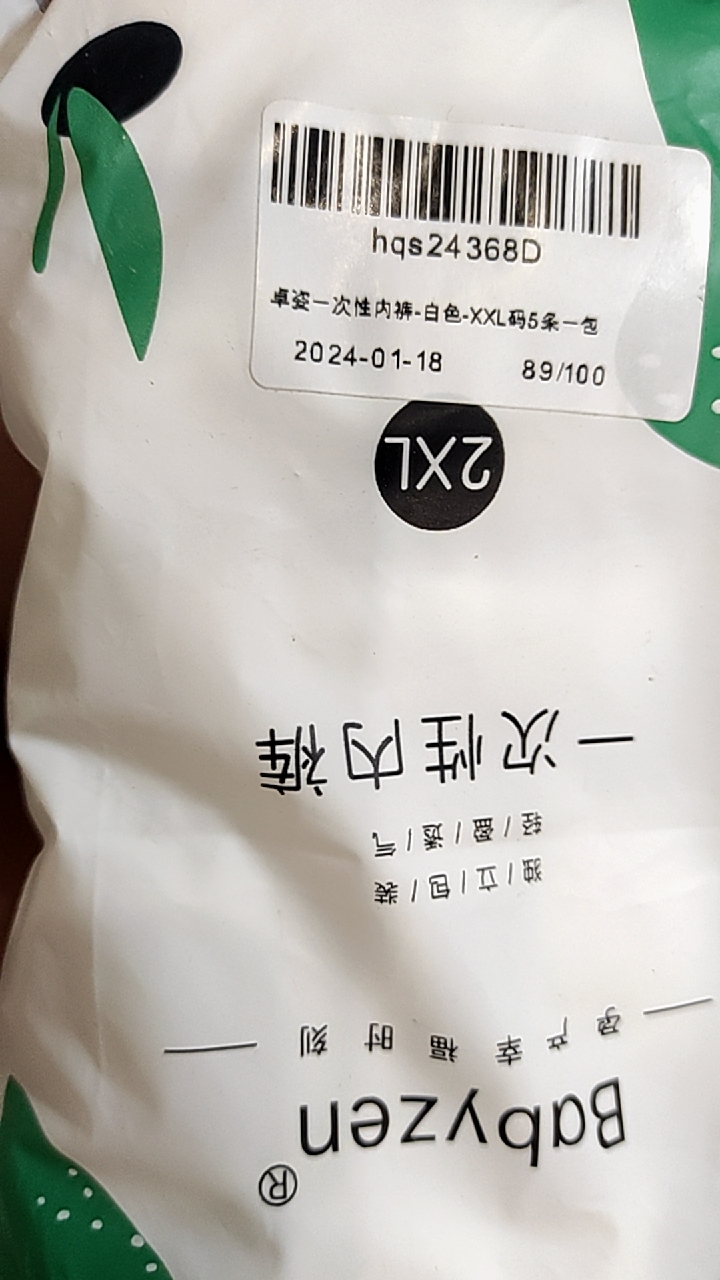 hqs24368D
卓姿一次性内裤-白色-XXL码5条一包
2024-01-18 89/100
Babyzen®
孕产幸福时刻
独/立/包/装
轻/盈/透/气
一次性内裤
2XL